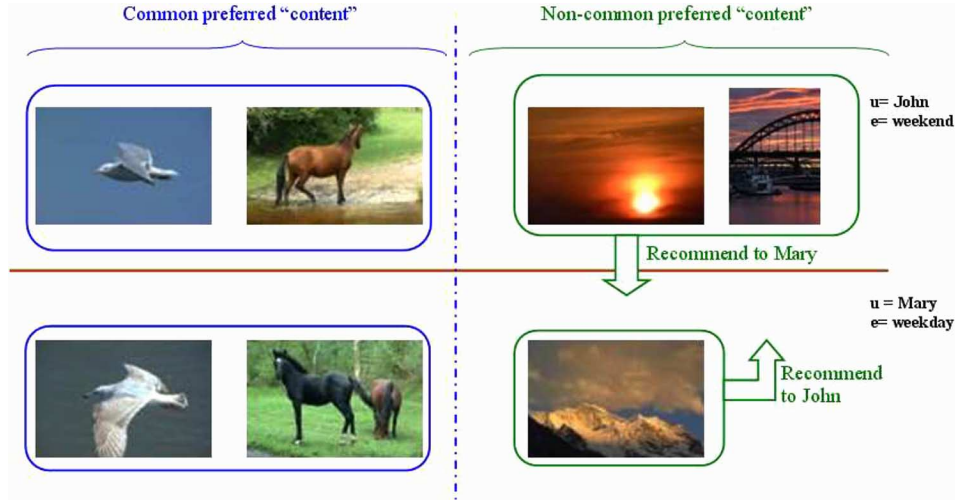 Common preferred “content”
Non-common preferred “content”
u= John
e= weekend
Recommend to Mary
u = Mary
e= weekday
Recommend
to John